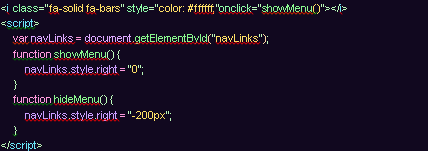 <i class="fa-solid fa-bars" style="color: #ffffff;"onclick="showMenu()"></i>
<script>
var navLinks = document.getElementById("navLinks");
function showMenu() {
navLinks.style.right = "0";
}
function hideMenu() {
navLinks.style.right = "-200px";
}
</script>